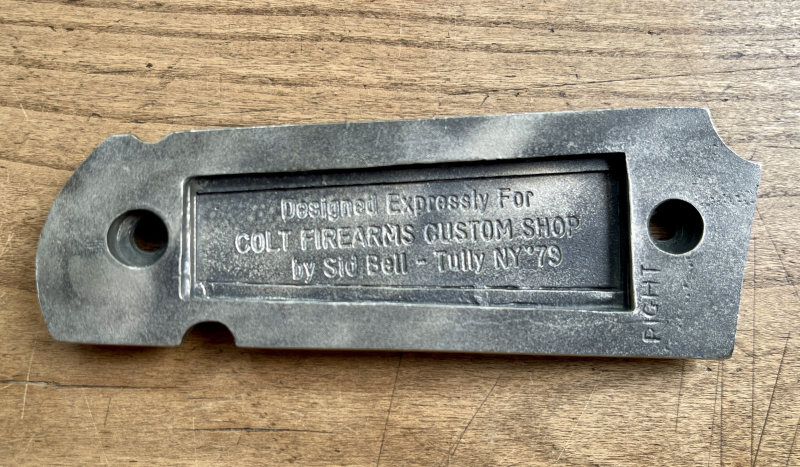 Designed Expressly For
COLT FIREARMS CUSTOM SHOP
by Sid Bell - Tully NY°79
RIGHT